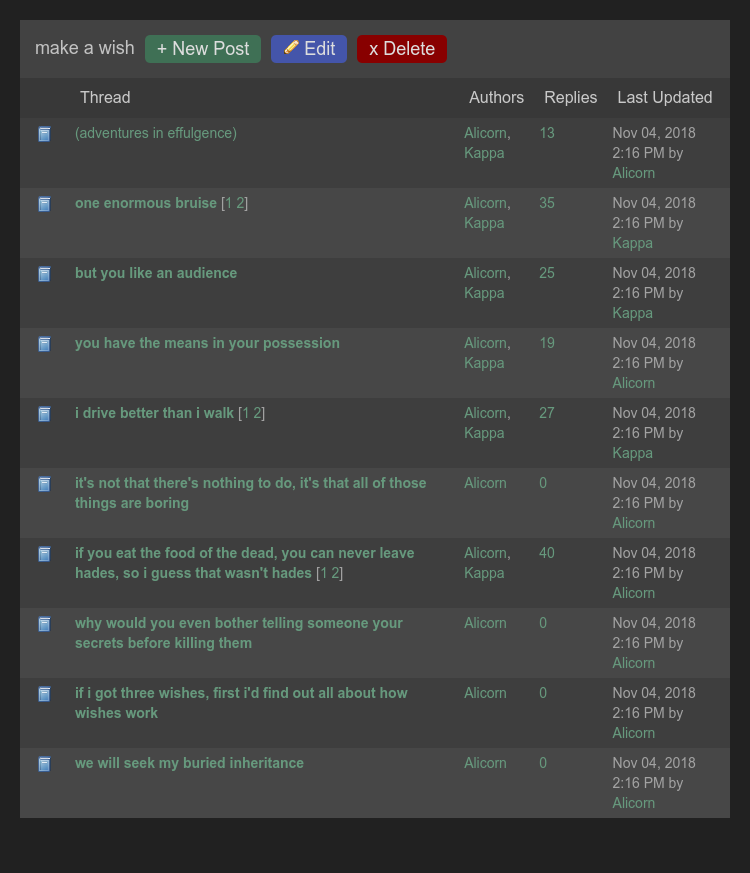 make a wish + New Post Edit x Delete
Thread Authors Replies Last Updated
(adventures in effulgence) Alicorn, 13 Nov 04, 2018
Kappa 2:16 PM by
Alicorn
one enormous bruise [1 2] Alicorn, 35 Nov 04, 2018
Kappa 2:16 PM by
Kappa
but you like an audience Alicorn, 25 Nov 04, 2018
Kappa 2:16 PM by
Kappa
you have the means in your possession Alicorn, 19 Nov 04, 2018
Kappa 2:16 PM by
Alicorn
i drive better than i walk [1 2] Alicorn, 27 Nov 04, 2018
Kappa 2:16 PM by
Kappa
it's not that there's nothing to do, it's that all of those Alicorn 0 Nov 04, 2018
things are boring 2:16 PM by
Alicorn
if you eat the food of the dead, you can never leave Alicorn, 40 Nov 04, 2018
hades, so i guess that wasn't hades [1 2] Kappa 2:16 PM by
Alicorn
why would you even bother telling someone your Alicorn 0 Nov 04, 2018
secrets before killing them 2:16 PM by
Alicorn
if i got three wishes, first i'd find out all about how Alicorn 0 Nov 04, 2018
wishes work 2:16 PM by
Alicorn
we will seek my buried inheritance Alicorn 0 Nov 04, 2018
2:16 PM by
Alicorn